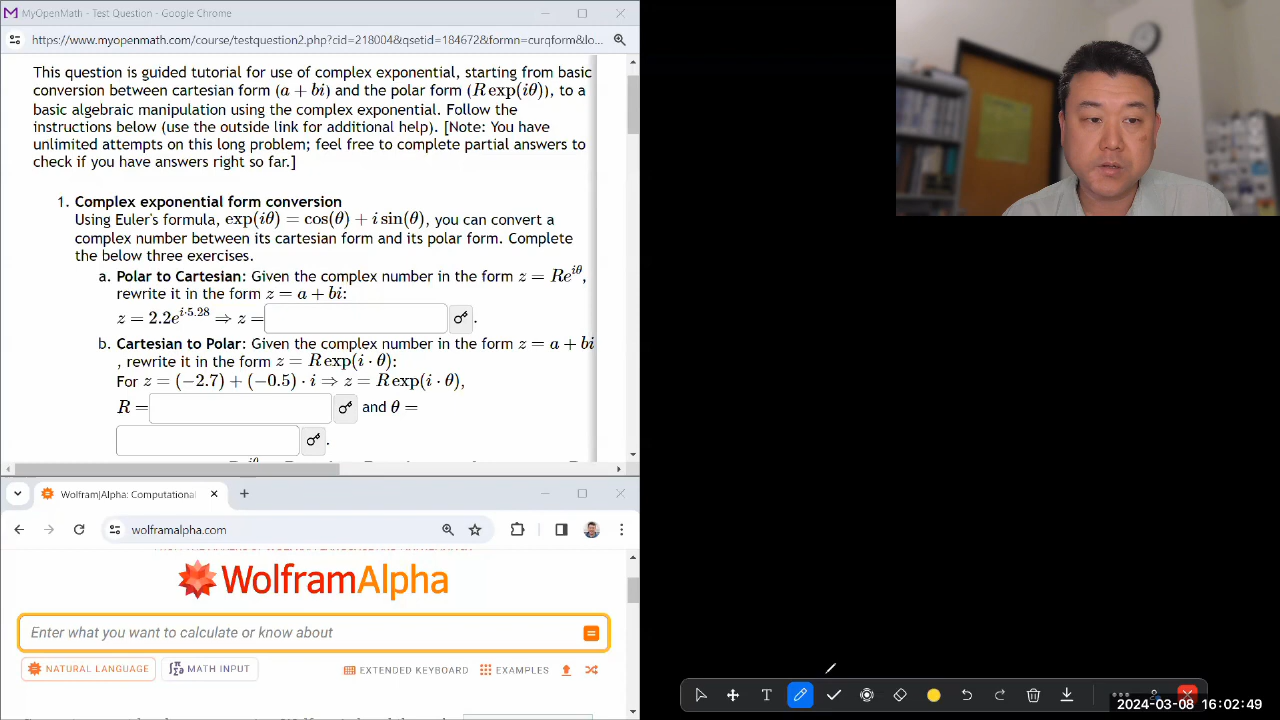 MyOpenMath - Test Question - Google Chrome
https://www.myopenmath.com/course/testquestion2.php?cid=218004&qsetid=184672&formn=curqform&lo...
This question is guided tutorial for use of complex exponential, starting from basic
conversion between cartesian form (a + bi) and the polar form (R exp(iθ)), to a
basic algebraic manipulation using the complex exponential. Follow the
instructions below (use the outside link for additional help). [Note: You have
unlimited attempts on this long problem; feel free to complete partial answers to
check if you have answers right so far.]
1. Complex exponential form conversion
Using Euler's formula, exp(iθ) = cos(θ) + i sin(θ), you can convert a
complex number between its cartesian form and its polar form. Complete
the below three exercises.
a. Polar to Cartesian: Given the complex number in the form z = Re^{iθ},
rewrite it in the form z = a + bi:
z = 2.2e^{i·5.28} ⇒ z =
.
b. Cartesian to Polar: Given the complex number in the form z = a + bi
, rewrite it in the form z = R exp(i · θ):
For z = (−2.7) + (−0.5) · i ⇒ z = R exp(i · θ),
R = and θ =
.
Wolfram|Alpha: Computational
wolframalpha.com
WolframAlpha
Enter what you want to calculate or know about
NATURAL LANGUAGE
MATH INPUT
EXTENDED KEYBOARD
EXAMPLES
2024-03-08 16:02:49